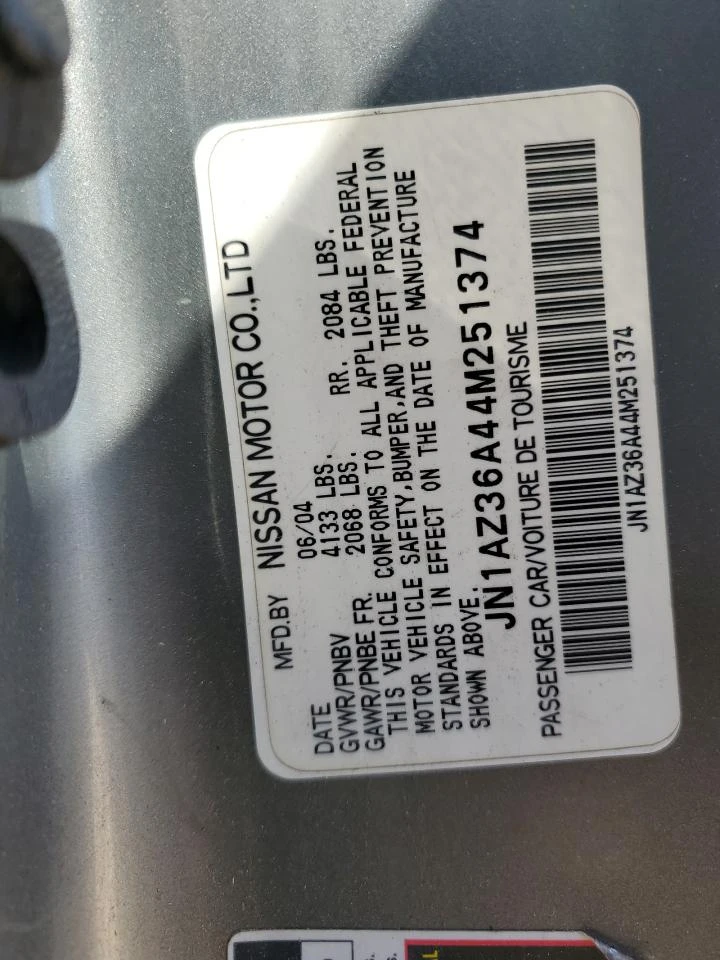 MFD.BY NISSAN MOTOR CO.,LTD
DATE 06/04
GVWR/PNBV 4133 LBS.
GAWR/PNBE FR. 2068 LBS. RR. 2084 LBS.
THIS VEHICLE CONFORMS TO ALL APPLICABLE FEDERAL
MOTOR VEHICLE SAFETY,BUMPER,AND THEFT PREVENTION
STANDARDS IN EFFECT ON THE DATE OF MANUFACTURE
SHOWN ABOVE.
JN1AZ36A44M251374
PASSENGER CAR/VOITURE DE TOURISME
JN1AZ36A44M251374